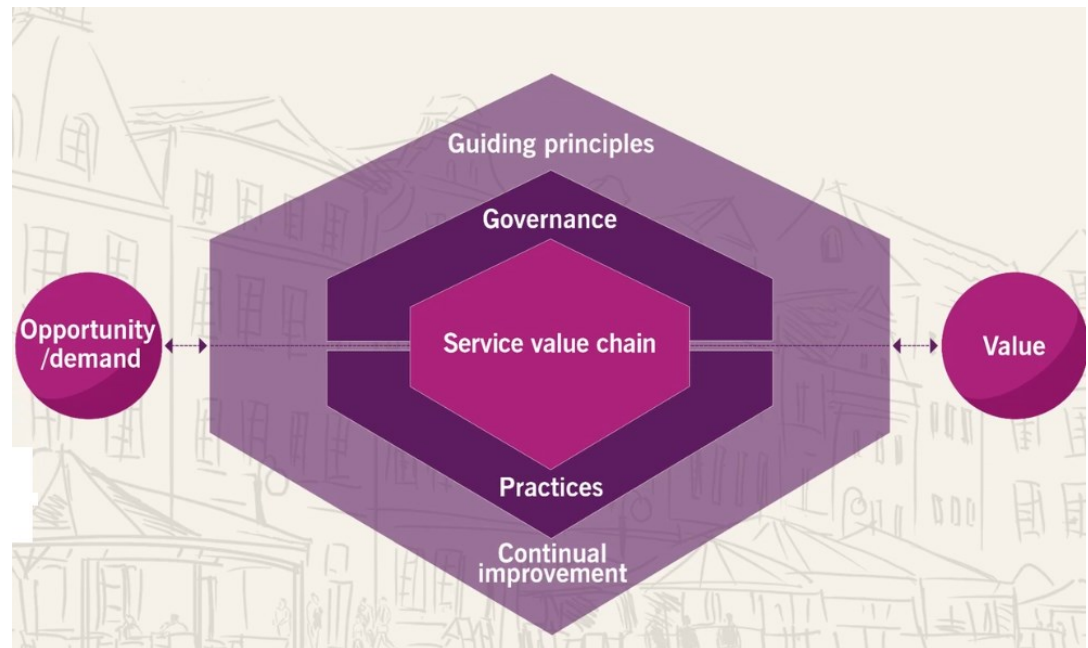 Guiding principles
Governance
Opportunity
/demand
Service value chain
Value
Practices
Continual
improvement